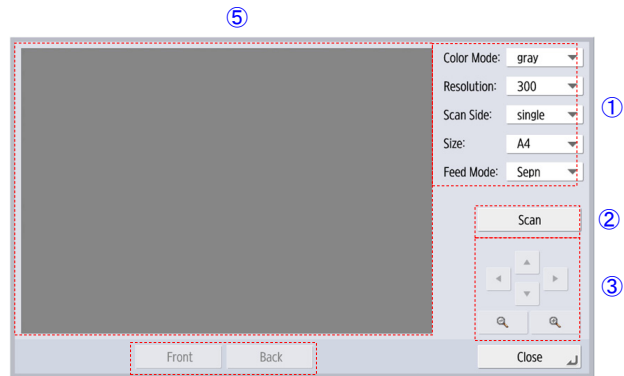 ⑤
Color Mode: gray
Resolution: 300
①
Scan Side: single
Size: A4
Feed Mode: Sepn
Scan
②
③
Front Back Close